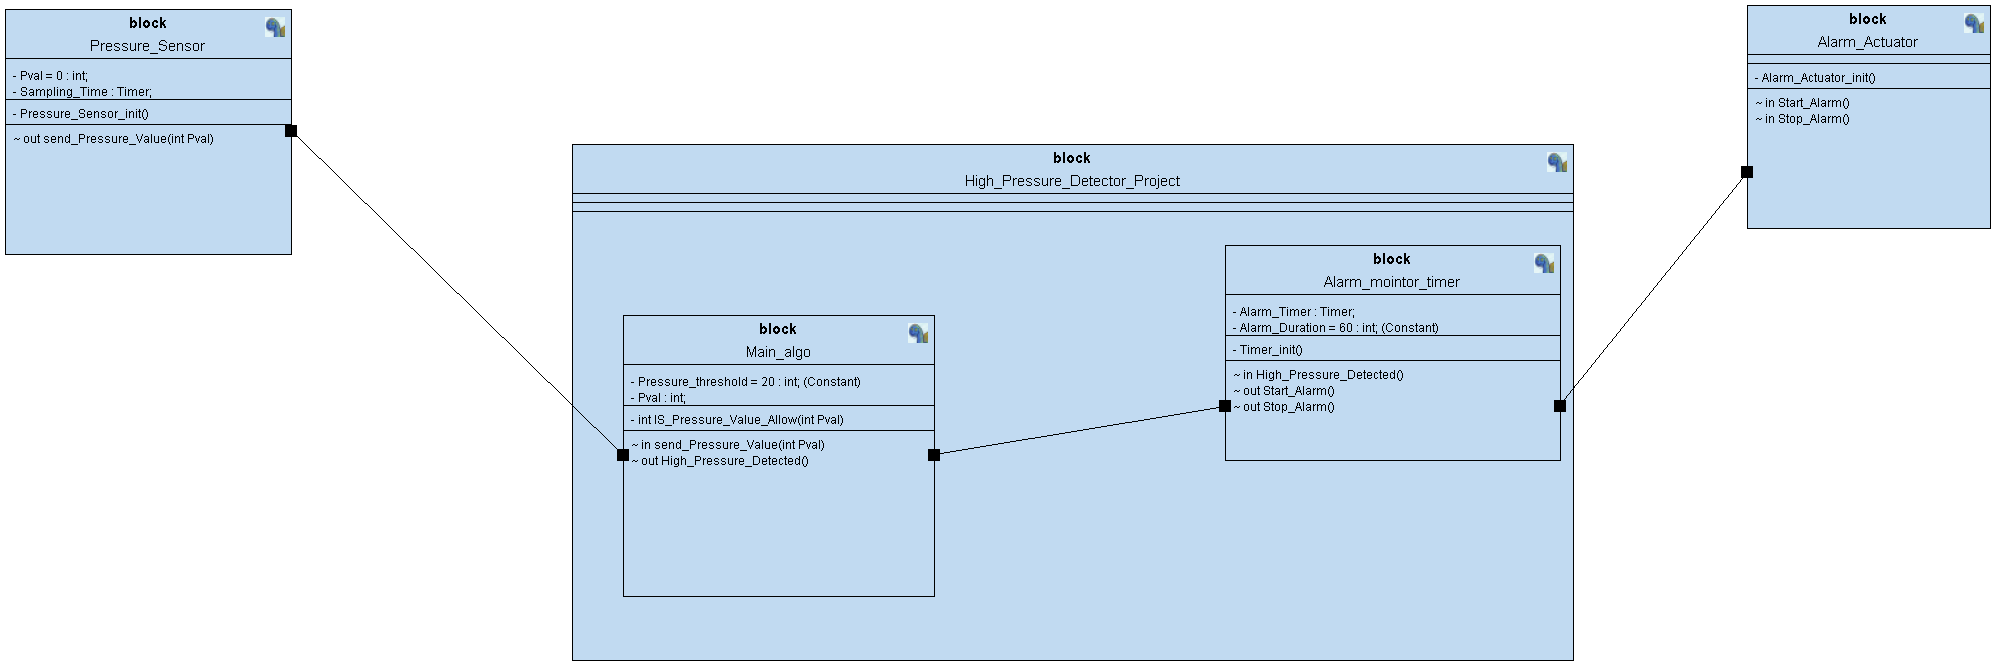 block
Pressure_Sensor
- Pval = 0 : int;
- Sampling_Time : Timer;
- Pressure_Sensor_init()
~ out send_Pressure_Value(int Pval)
block
High_Pressure_Detector_Project
block
Main_algo
- Pressure_threshold = 20 : int; (Constant)
- Pval : int;
- int IS_Pressure_Value_Allow(int Pval)
~ in send_Pressure_Value(int Pval)
~ out High_Pressure_Detected()
block
Alarm_mointor_timer
- Alarm_Timer : Timer;
- Alarm_Duration = 60 : int; (Constant)
- Timer_init()
~ in High_Pressure_Detected()
~ out Start_Alarm()
~ out Stop_Alarm()
block
Alarm_Actuator
- Alarm_Actuator_init()
~ in Start_Alarm()
~ in Stop_Alarm()